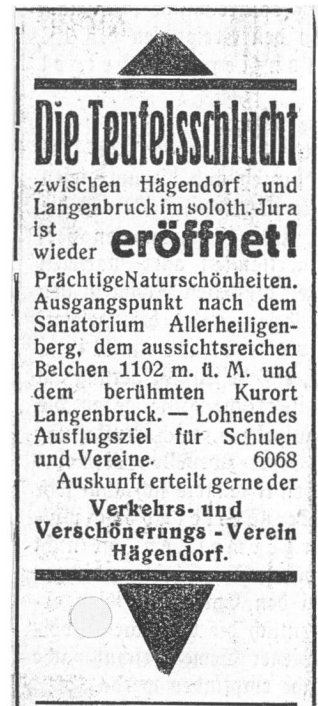 Die Teufelsschlucht
zwischen Hägendorf und
Langenbruck im soloth. Jura
ist
wieder eröffnet!
Prächtige Naturschönheiten.
Ausgangspunkt nach dem
Sanatorium Allerheiligen-
berg, dem aussichtsreichen
Belchen 1102 m. ü. M. und
dem berühmten Kurort
Langenbruck. — Lohnendes
Ausflugsziel für Schulen
und Vereine. 6068
Auskunft erteilt gerne der
Verkehrs- und
Verschönerungs-Verein
Hägendorf.